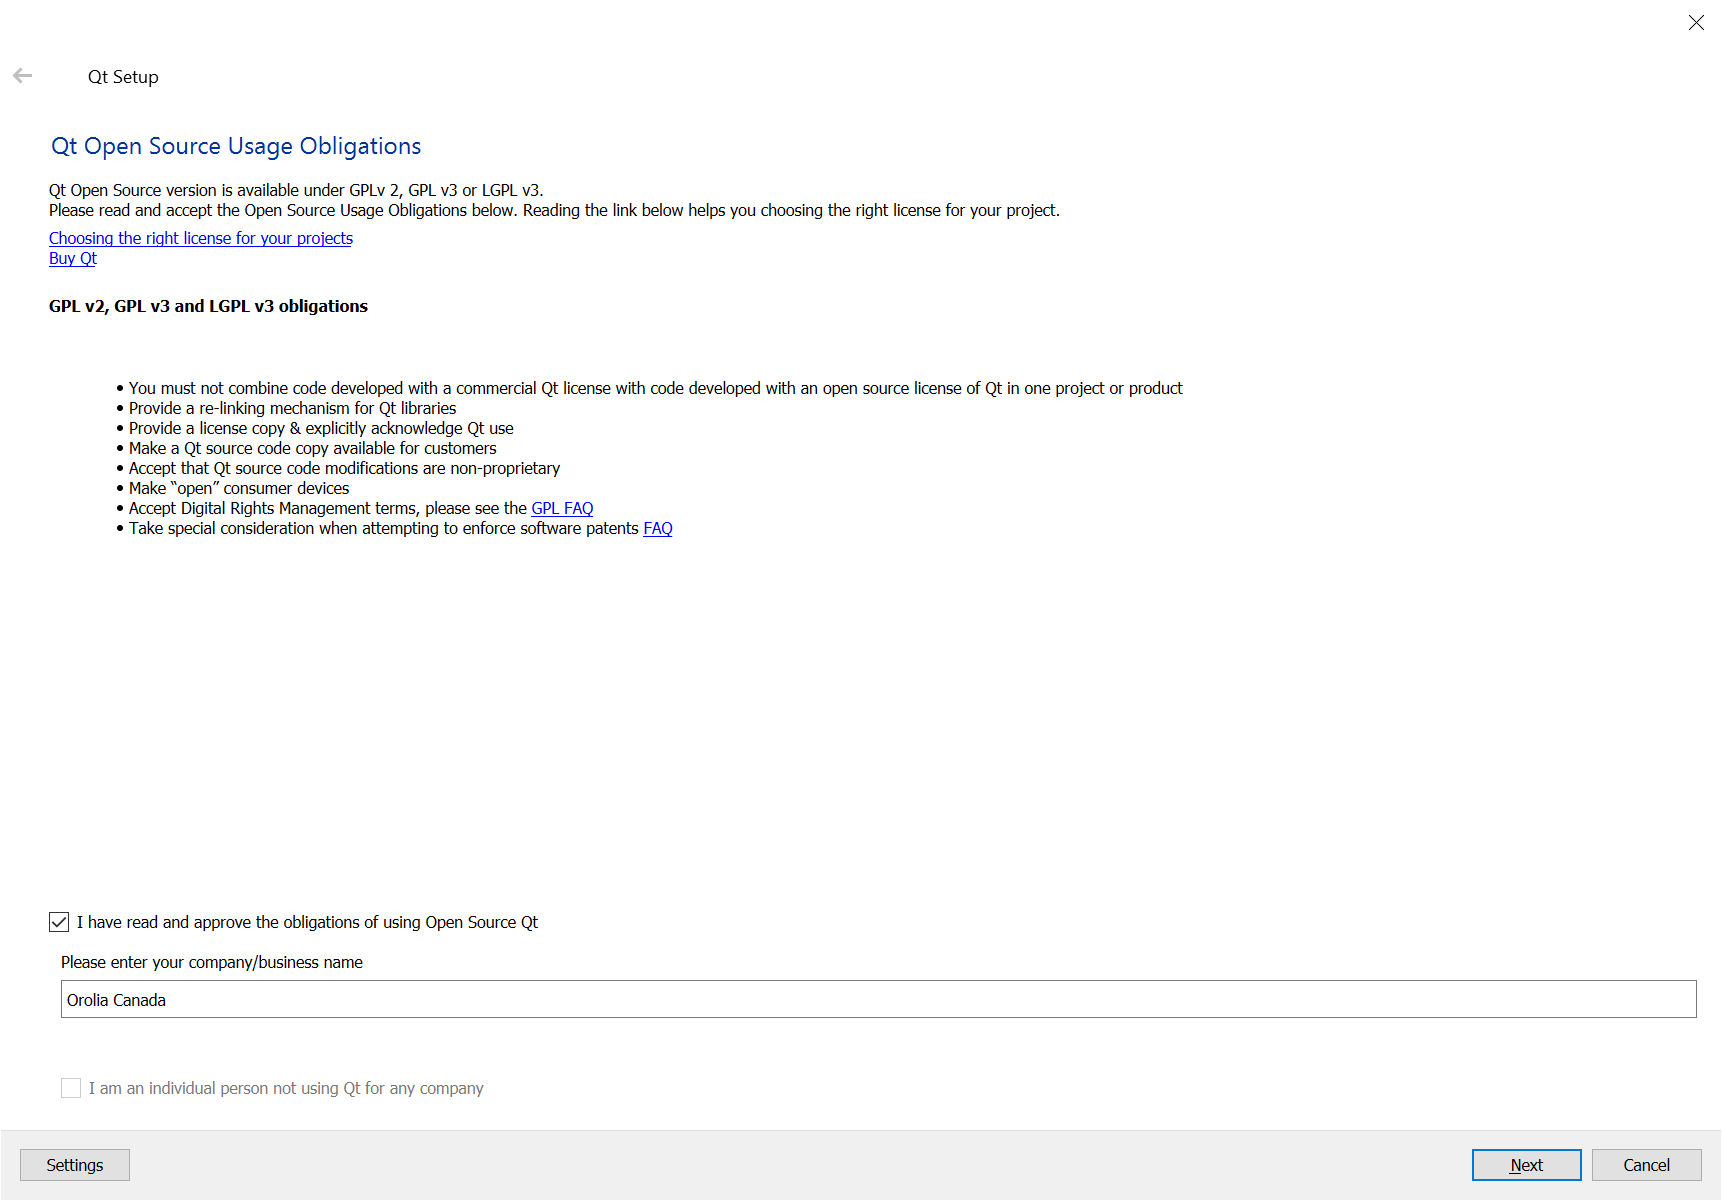 Qt Setup
Qt Open Source Usage Obligations
Qt Open Source version is available under GPLv 2, GPL v3 or LGPL v3.
Please read and accept the Open Source Usage Obligations below. Reading the link below helps you choosing the right license for your project.
Choosing the right license for your projects
Buy Qt
GPL v2, GPL v3 and LGPL v3 obligations
• You must not combine code developed with a commercial Qt license with code developed with an open source license of Qt in one project or product
• Provide a re-linking mechanism for Qt libraries
• Provide a license copy & explicitly acknowledge Qt use
• Make a Qt source code copy available for customers
• Accept that Qt source code modifications are non-proprietary
• Make “open” consumer devices
• Accept Digital Rights Management terms, please see the GPL FAQ
• Take special consideration when attempting to enforce software patents FAQ
I have read and approve the obligations of using Open Source Qt
Please enter your company/business name
Orolia Canada
I am an individual person not using Qt for any company
Settings
Next
Cancel